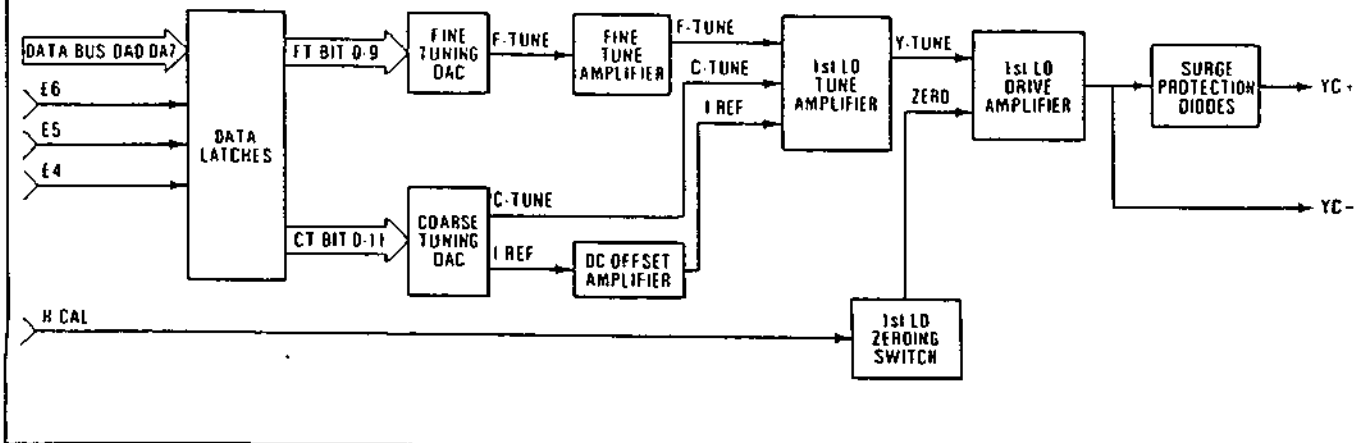 DATA BUS DA0 DA7
E6
E5
E4
DATA
LATCHES
FT BIT 0-9
FINE
TUNING
DAC
F-TUNE
FINE
TUNE
AMPLIFIER
F-TUNE
C-TUNE
I REF
1st LO
TUNE
AMPLIFIER
Y-TUNE
ZERO
1st LO
DRIVE
AMPLIFIER
SURGE
PROTECTION
DIODES
YC+
YC-
CT BIT 0-11
COARSE
TUNING
DAC
C-TUNE
I REF
DC OFFSET
AMPLIFIER
CAL
1st LO
ZEROING
SWITCH